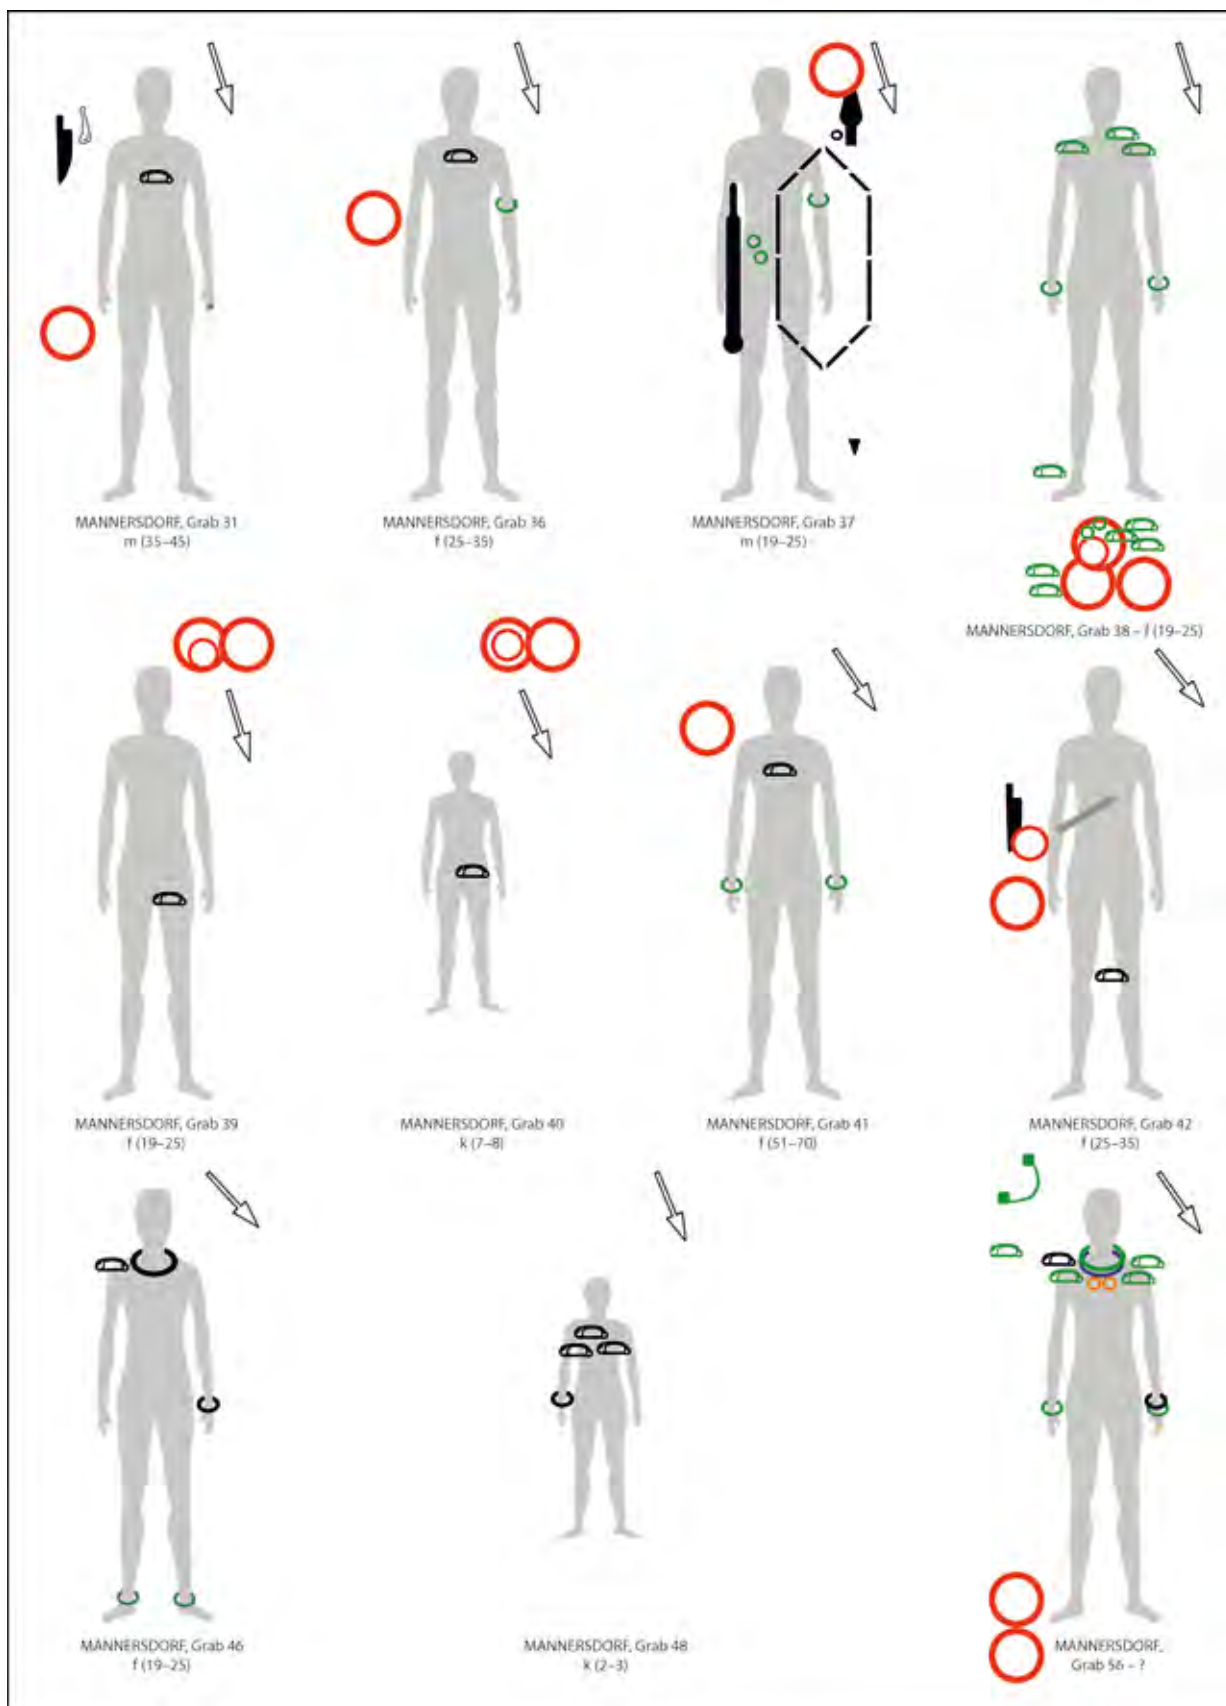 MANNERSDORF, Grab 31
m (35–45)
MANNERSDORF, Grab 36
f (25–35)
MANNERSDORF, Grab 37
m (19–25)
MANNERSDORF, Grab 38 – f (19–25)
MANNERSDORF, Grab 39
f (19–25)
MANNERSDORF, Grab 40
k (7–8)
MANNERSDORF, Grab 41
f (51–70)
MANNERSDORF, Grab 42
f (25–35)
MANNERSDORF, Grab 46
f (19–25)
MANNERSDORF, Grab 48
k (2–3)
MANNERSDORF,
Grab 56 – ?